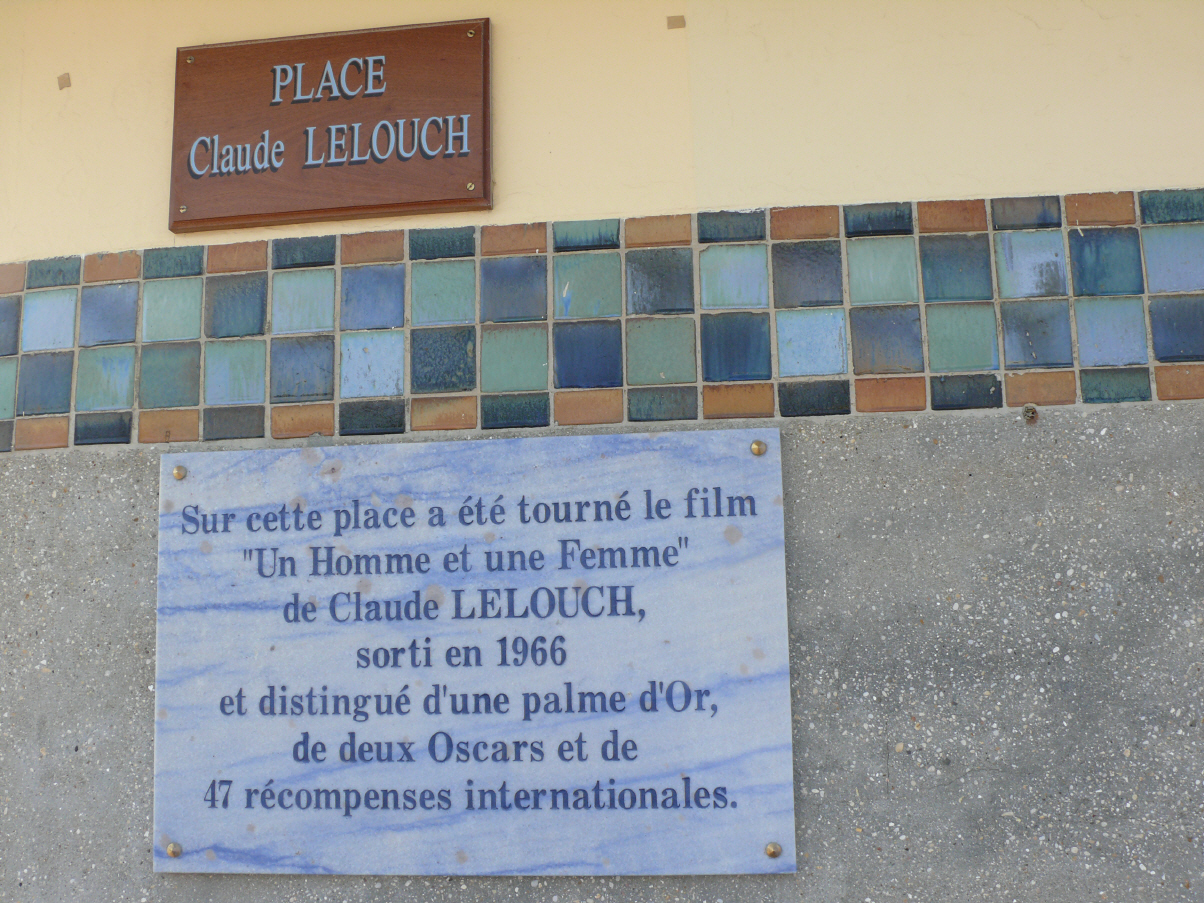 PLACE
Claude LELOUCH
Sur cette place a été tourné le film
"Un Homme et une Femme"
de Claude LELOUCH,
sorti en 1966
et distingué d'une palme d'Or,
de deux Oscars et de
47 récompenses internationales.